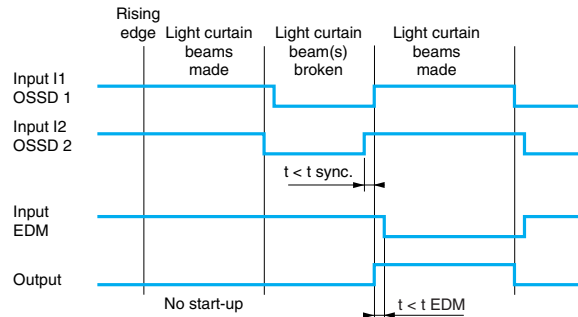 Rising
edge
Light curtain
beams
made
Light curtain
beam(s)
broken
Light curtain
beams
made
Input I1
OSSD 1
Input I2
OSSD 2
t < t sync.
Input
EDM
Output
No start-up
t < t EDM